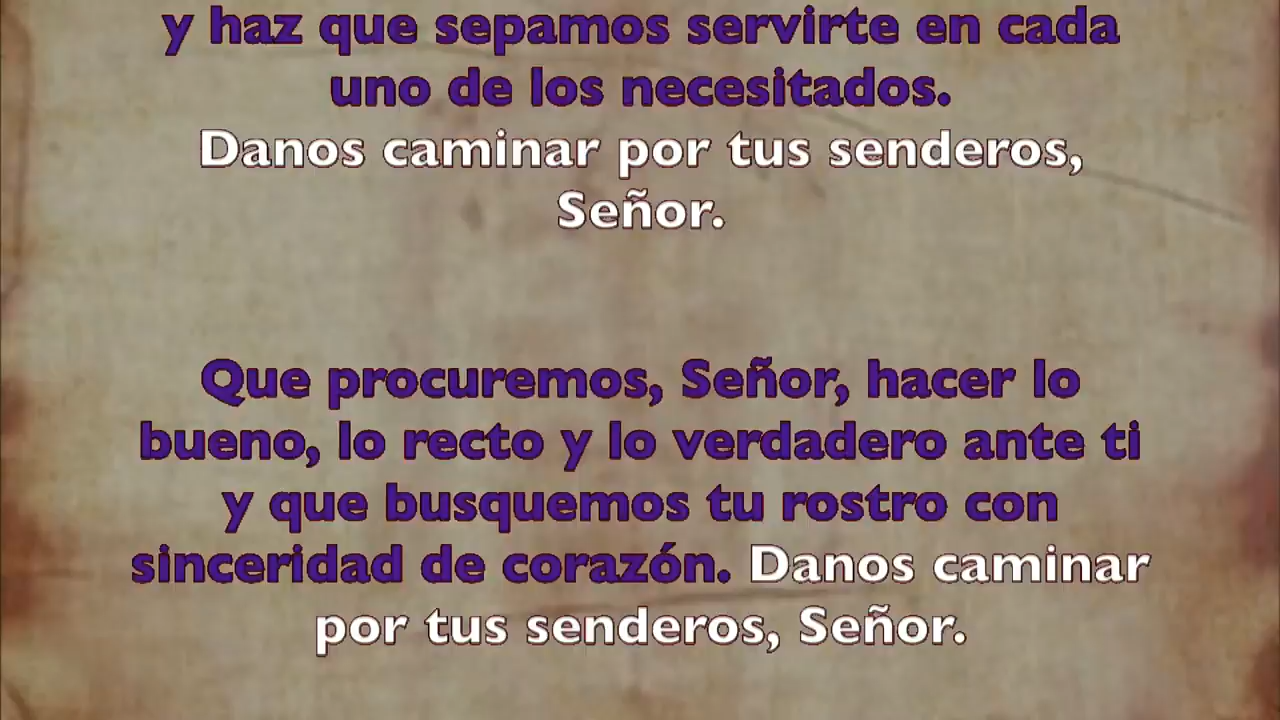 y haz que sepamos servirte en cada
uno de los necesitados.
Danos caminar por tus senderos,
Señor.
Que procuremos, Señor, hacer lo
bueno, lo recto y lo verdadero ante ti
y que busquemos tu rostro con
sinceridad de corazón. Danos caminar
por tus senderos, Señor.